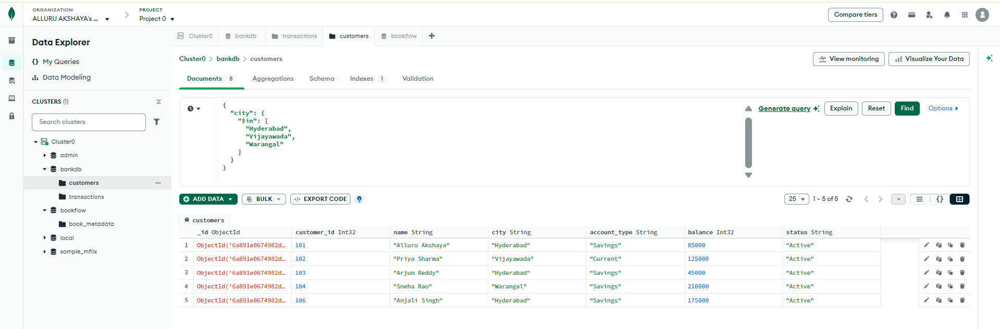 ORGANIZATION
ALLURU AKSHAYA's ...
PROJECT
Project 0
Compare tiers
Data Explorer
My Queries
Data Modeling
CLUSTERS (1)
Search clusters
Cluster0
admin
bankdb
customers
transactions
bookflow
book_metadata
local
sample_mflix
Cluster0 bankdb transactions customers bookflow
Cluster0 > bankdb > customers
View monitoring
Visualize Your Data
Documents 8 Aggregations Schema Indexes 1 Validation
{
"city": {
"$in": [
"Hyderabad",
"Vijayawada",
"Warangal"
]
}
}
Generate query Explain Reset Find Options
ADD DATA BULK EXPORT CODE
25 1 – 5 of 5 {}
customers
_id ObjectId customer_id Int32 name String city String account_type String balance Int32 status String
1 ObjectId('6a891e0674982d… 101 "Alluru Akshaya" "Hyderabad" "Savings" 85000 "Active"
2 ObjectId('6a891e0674982d… 102 "Priya Sharma" "Vijayawada" "Current" 125000 "Active"
3 ObjectId('6a891e0674982d… 103 "Arjun Reddy" "Hyderabad" "Savings" 45000 "Active"
4 ObjectId('6a891e0674982d… 104 "Sneha Rao" "Warangal" "Savings" 210000 "Active"
5 ObjectId('6a891e0674982d… 106 "Anjali Singh" "Hyderabad" "Savings" 175000 "Active"